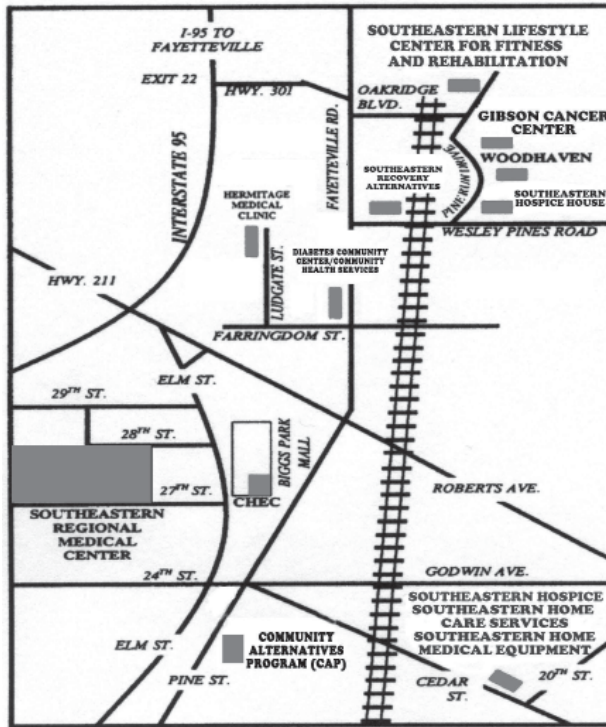 I-95 TO
FAYETTEVILLE
SOUTHEASTERN LIFESTYLE
CENTER FOR FITNESS
AND REHABILITATION
EXIT 22
HWY. 301
OAKRIDGE
BLVD.
GIBSON CANCER
CENTER
INTERSTATE 95
FAYETTEVILLE RD.
PINE RUN DRIVE
WOODHAVEN
SOUTHEASTERN
RECOVERY
ALTERNATIVES
SOUTHEASTERN
HOSPICE HOUSE
HERMITAGE
MEDICAL
CLINIC
WESLEY PINES ROAD
LUDGATE ST.
DIABETES COMMUNITY
CENTER/COMMUNITY
HEALTH SERVICES
HWY. 211
FARRINGDOM ST.
ELM ST.
29TH ST.
28TH ST.
BIGGS PARK
MALL
27TH ST.
CHEC
ROBERTS AVE.
SOUTHEASTERN
REGIONAL
MEDICAL
CENTER
24TH ST.
GODWIN AVE.
SOUTHEASTERN HOSPICE
SOUTHEASTERN HOME
CARE SERVICES
SOUTHEASTERN HOME
MEDICAL EQUIPMENT
ELM ST.
COMMUNITY
ALTERNATIVES
PROGRAM (CAP)
PINE ST.
CEDAR
ST.
20TH ST.